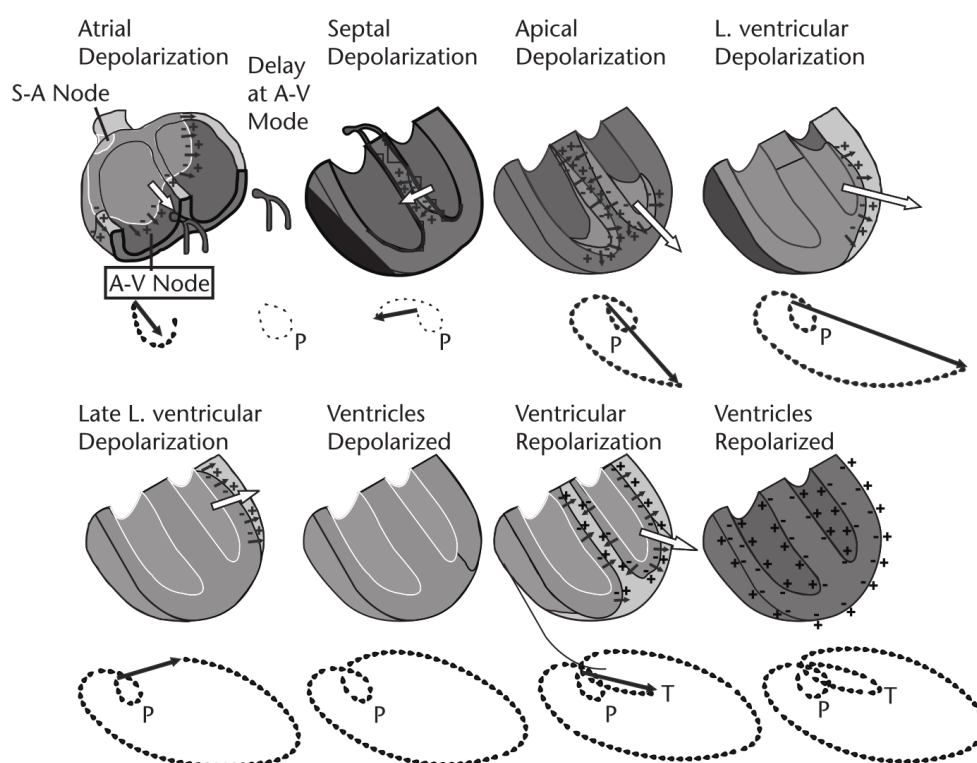 Atrial
Depolarization
S-A Node
Delay
at A-V
Mode
A-V Node
Septal
Depolarization
Apical
Depolarization
L. ventricular
Depolarization
P
P
P
P
Late L. ventricular
Depolarization
Ventricles
Depolarized
Ventricular
Repolarization
Ventricles
Repolarized
P
P
P
T
P
T